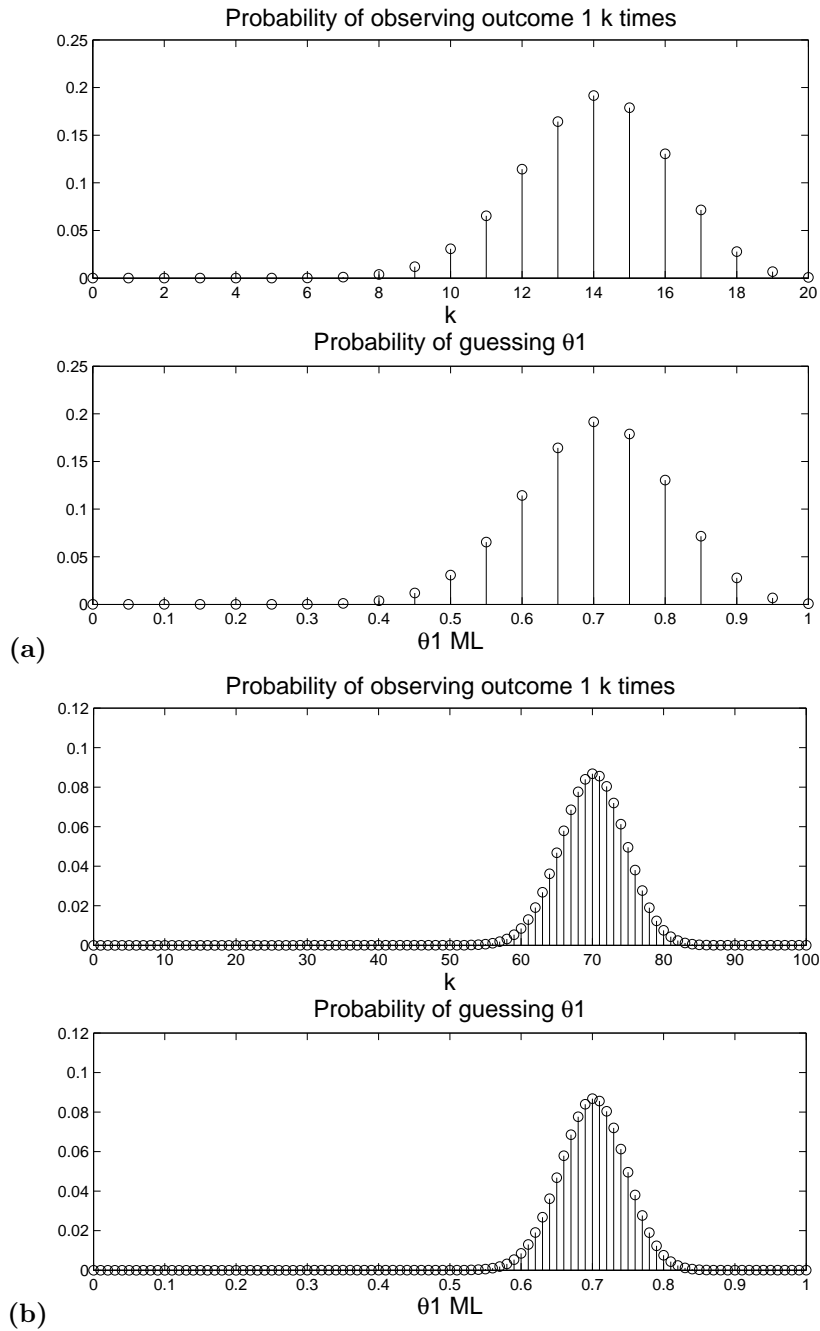 Probability of observing outcome 1 k times
0.25
0.2
0.15
0.1
0.05
0
0 2 4 6 8 10 12 14 16 18 20
k
Probability of guessing θ1
0.25
0.2
0.15
0.1
0.05
0
0 0.1 0.2 0.3 0.4 0.5 0.6 0.7 0.8 0.9 1
θ1 ML
(a)
Probability of observing outcome 1 k times
0.12
0.1
0.08
0.06
0.04
0.02
0
0 10 20 30 40 50 60 70 80 90 100
k
Probability of guessing θ1
0.12
0.1
0.08
0.06
0.04
0.02
0
0 0.1 0.2 0.3 0.4 0.5 0.6 0.7 0.8 0.9 1
θ1 ML
(b)